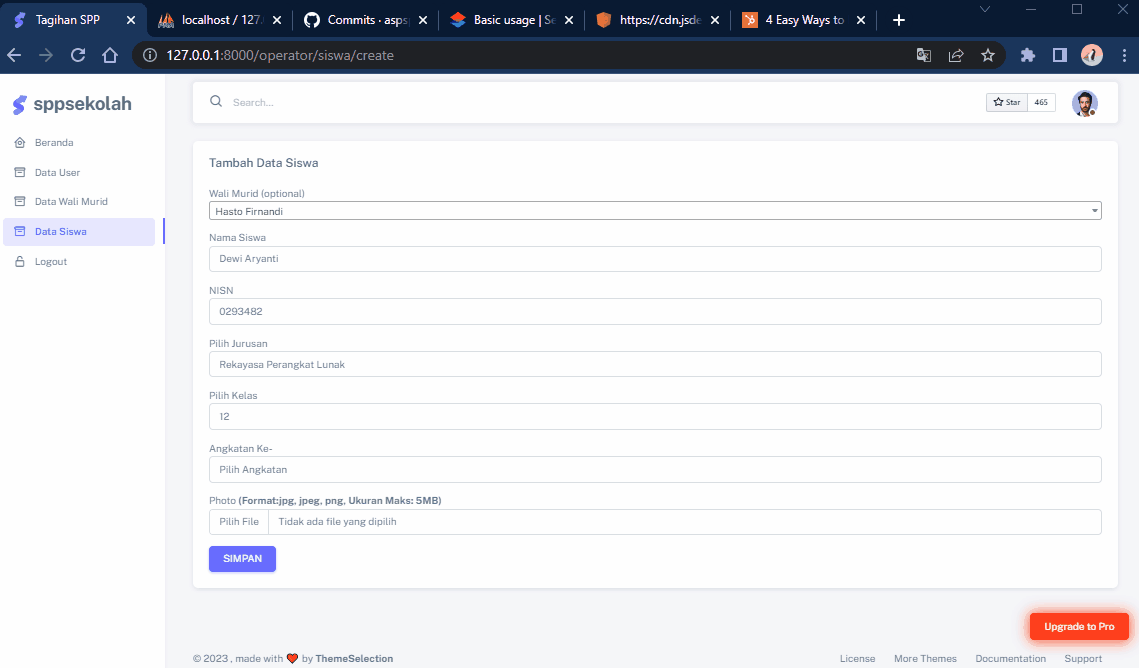 Tagihan SPP
localhost / 127.
Commits · asps
Basic usage | Se
https://cdn.jsde
4 Easy Ways to
127.0.0.1:8000/operator/siswa/create
sppsekolah
Search...
Star 465
Beranda
Data User
Data Wali Murid
Data Siswa
Logout
Tambah Data Siswa
Wali Murid (optional)
Hasto Firnandi
Nama Siswa
Dewi Aryanti
NISN
0293482
Pilih Jurusan
Rekayasa Perangkat Lunak
Pilih Kelas
12
Angkatan Ke-
Pilih Angkatan
Photo (Format:jpg, jpeg, png, Ukuran Maks: 5MB)
Pilih File Tidak ada file yang dipilih
SIMPAN
Upgrade to Pro
© 2023 , made with ❤️ by ThemeSelection
License More Themes Documentation Support